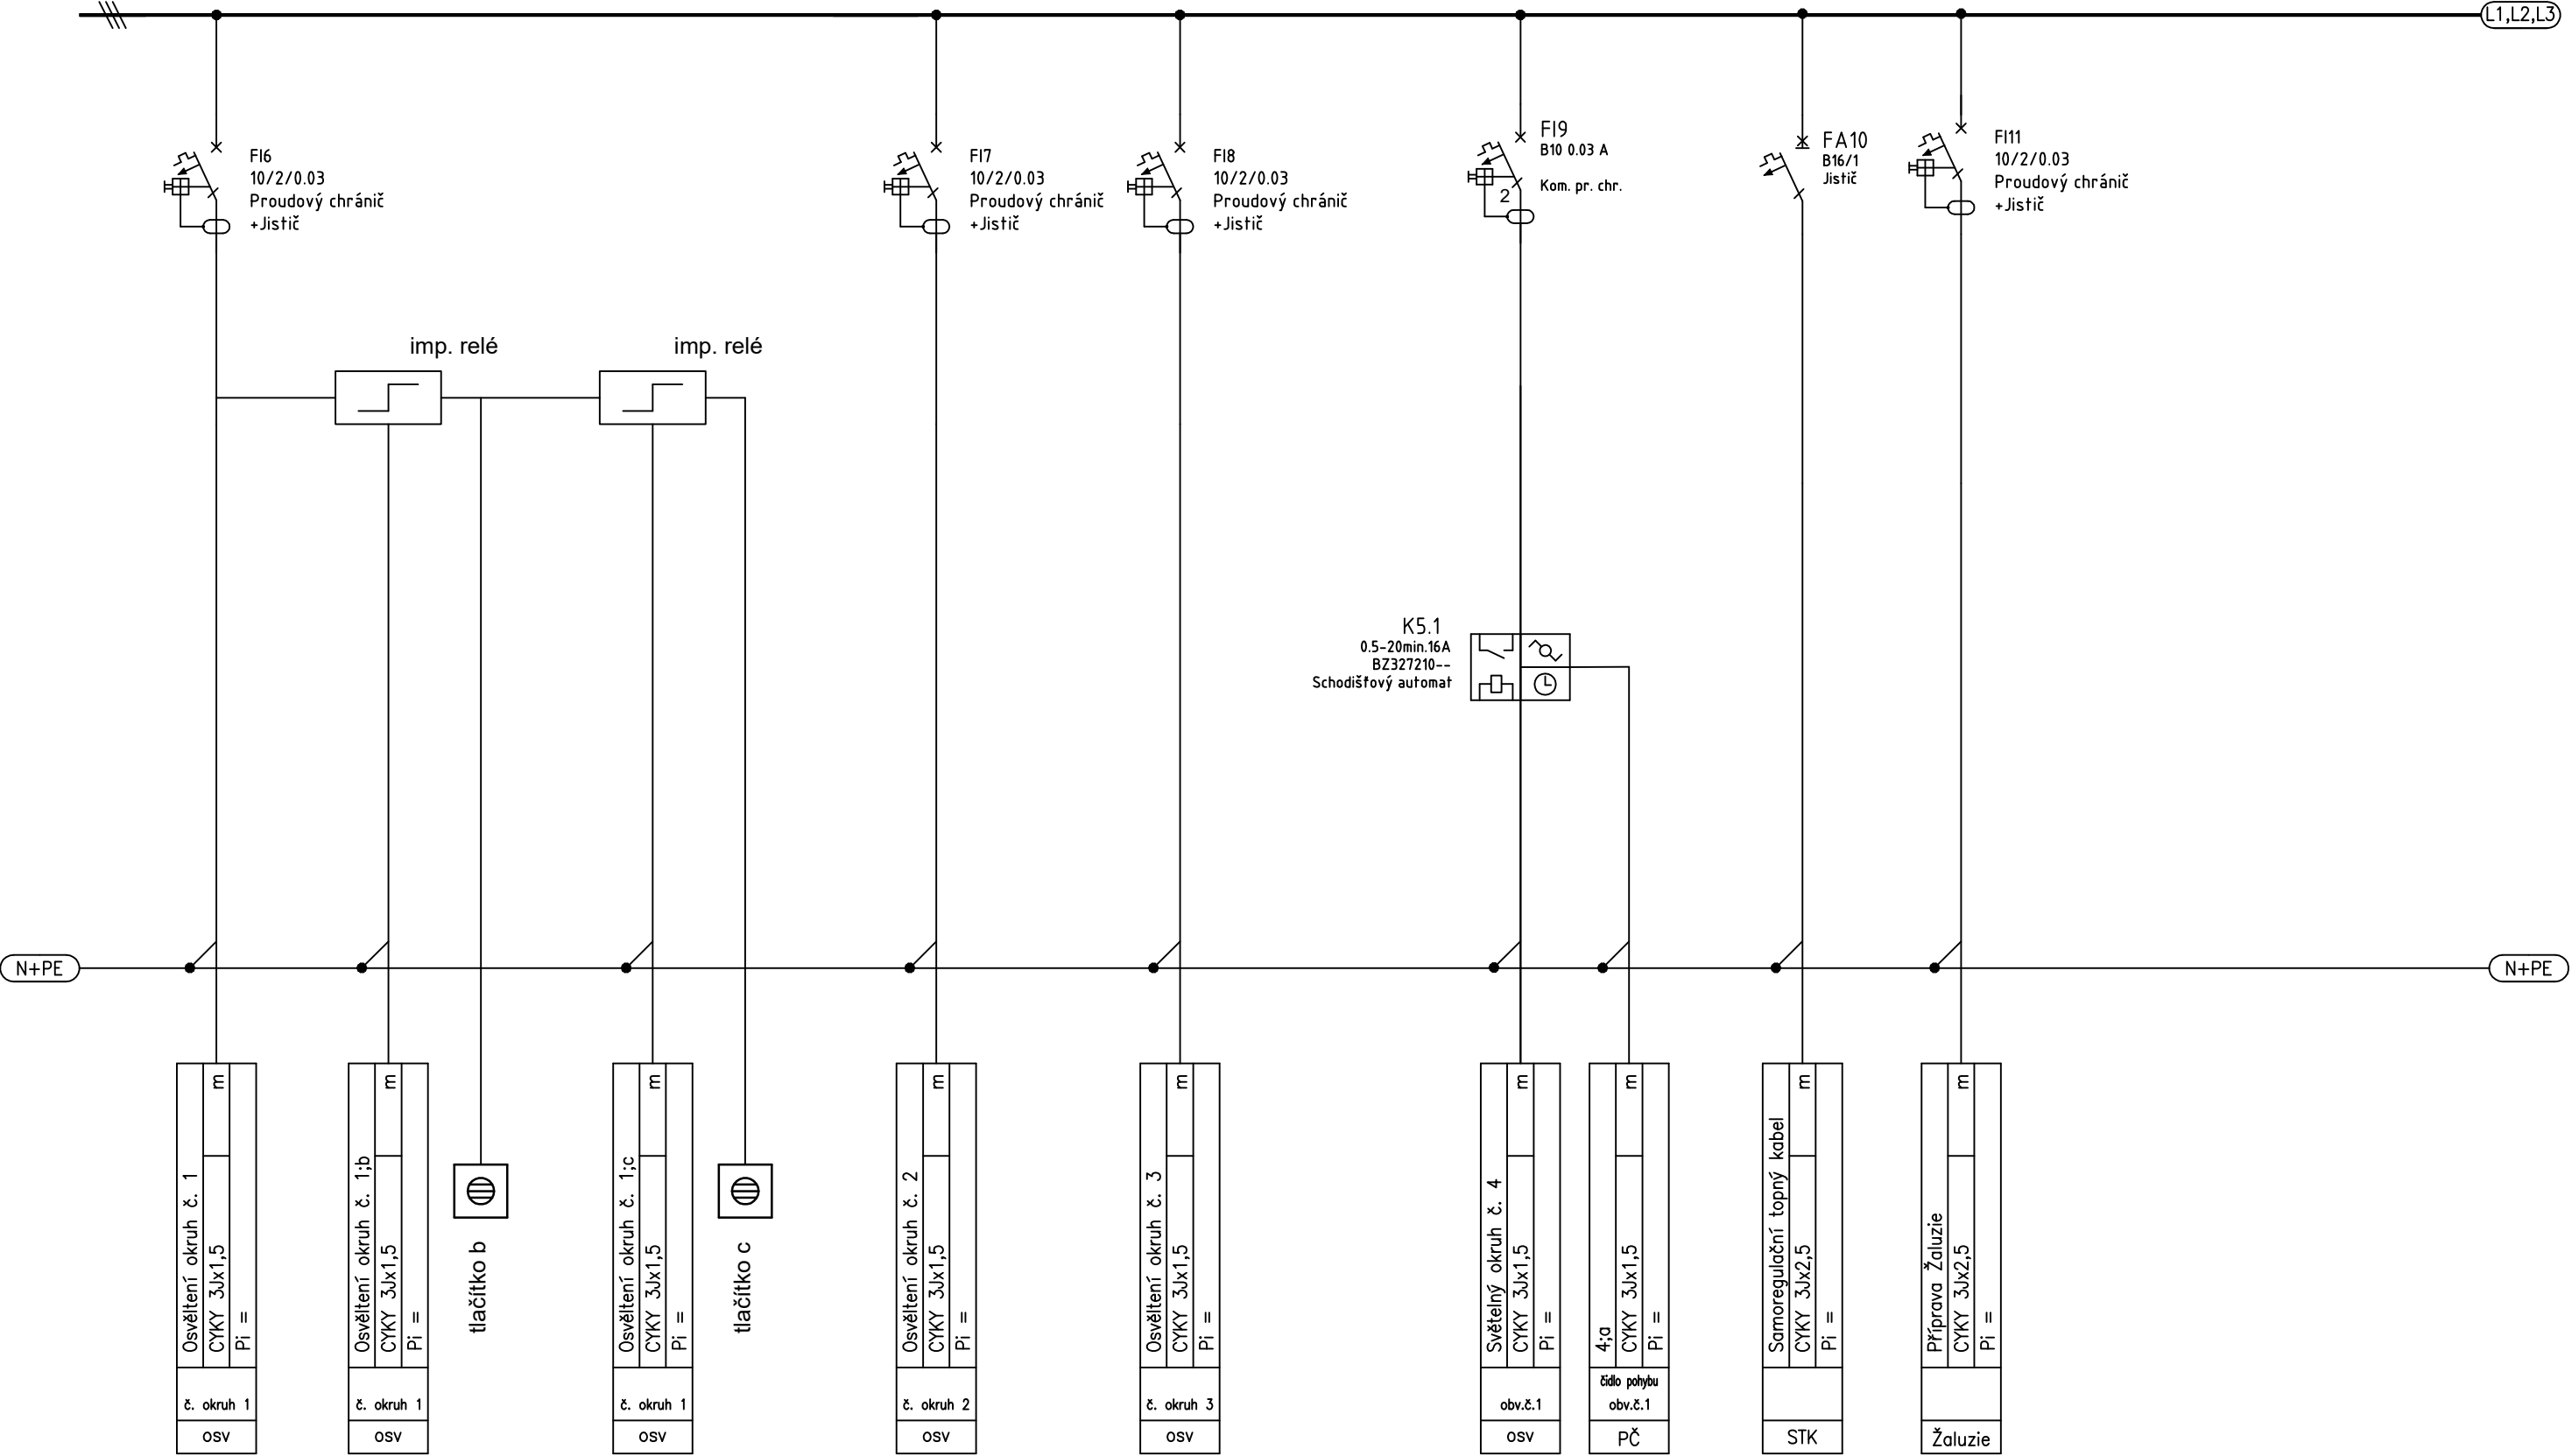 L1,L2,L3
FI6
10/2/0.03
Proudový chránič
+Jistič
FI7
10/2/0.03
Proudový chránič
+Jistič
FI8
10/2/0.03
Proudový chránič
+Jistič
FI9
B10 0.03 A
Kom. pr. chr.
2
FA10
B16/1
Jistič
FI11
10/2/0.03
Proudový chránič
+Jistič
imp. relé
imp. relé
K5.1
0.5-20min.16A
BZ327210--
Schodišťový automat
N+PE
N+PE
Osvěltení okruh č. 1
CYKY 3Jx1,5
m
Pi =
č. okruh 1
osv
Osvěltení okruh č. 1;b
CYKY 3Jx1,5
m
Pi =
č. okruh 1
osv
tlačítko b
Osvěltení okruh č. 1;c
CYKY 3Jx1,5
m
Pi =
č. okruh 1
osv
tlačítko c
Osvěltení okruh č. 2
CYKY 3Jx1,5
m
Pi =
č. okruh 2
osv
Osvěltení okruh č. 3
CYKY 3Jx1,5
m
Pi =
č. okruh 3
osv
Světelný okruh č. 4
CYKY 3Jx1,5
m
Pi =
obv.č.1
osv
4;a
CYKY 3Jx1,5
m
Pi =
čidlo pohybu
obv.č.1
PČ
Samoregulační topný kabel
CYKY 3Jx2,5
m
Pi =
STK
Příprava Žaluzie
CYKY 3Jx2,5
m
Pi =
Žaluzie